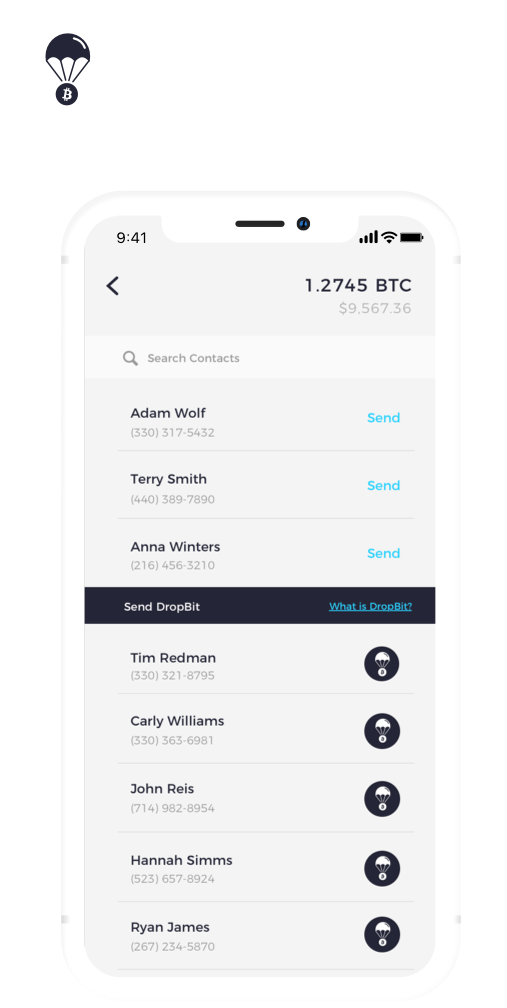 9:41
1.2745 BTC
$9,567.36
Search Contacts
Adam Wolf
Send
(330) 317-5432
Terry Smith
Send
(440) 389-7890
Anna Winters
Send
(216) 456-3210
Send DropBit
What is DropBit?
Tim Redman
(330) 321-8795
Carly Williams
(330) 363-6981
John Reis
(714) 982-8954
Hannah Simms
(523) 657-8924
Ryan James
(267) 234-5870